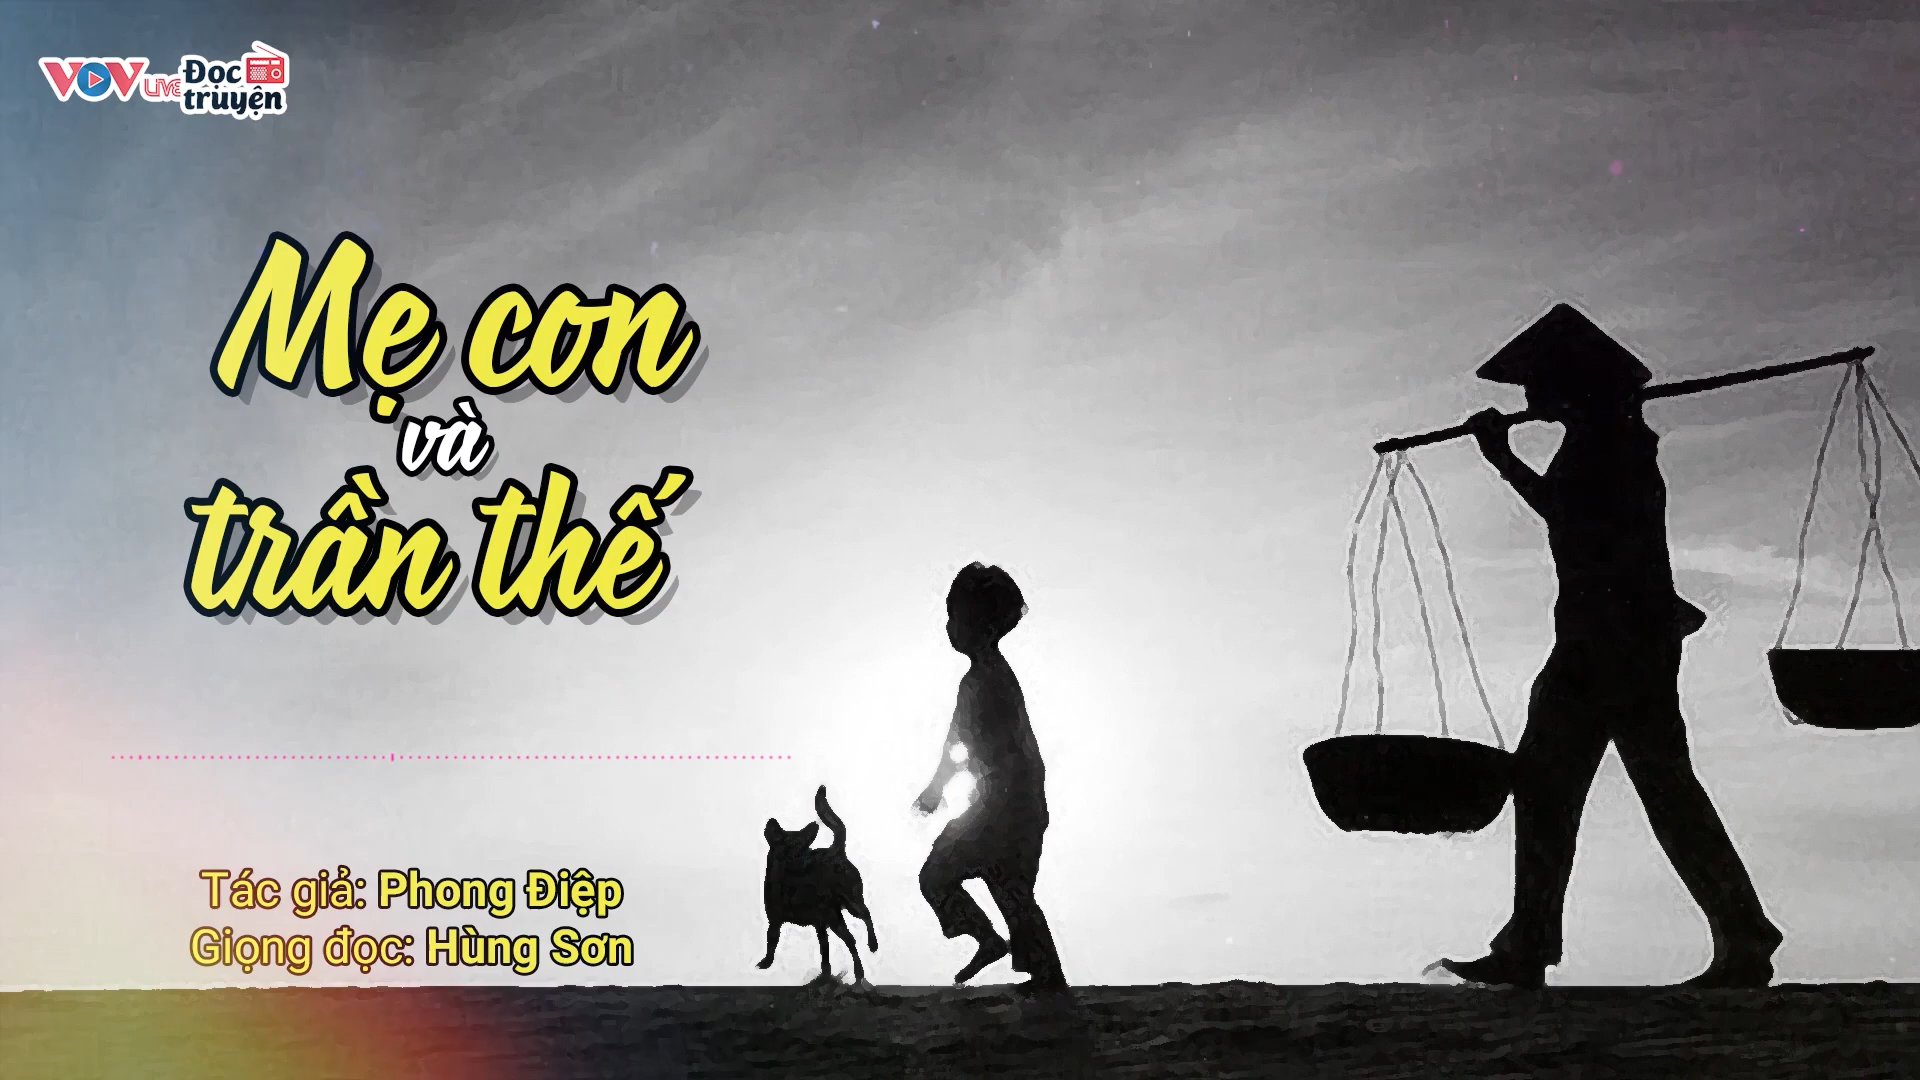 VOV LIVE Đọc
truyện
Mẹ con
và
trần thế
Tác giả: Phong Điệp
Giọng đọc: Hùng Sơn